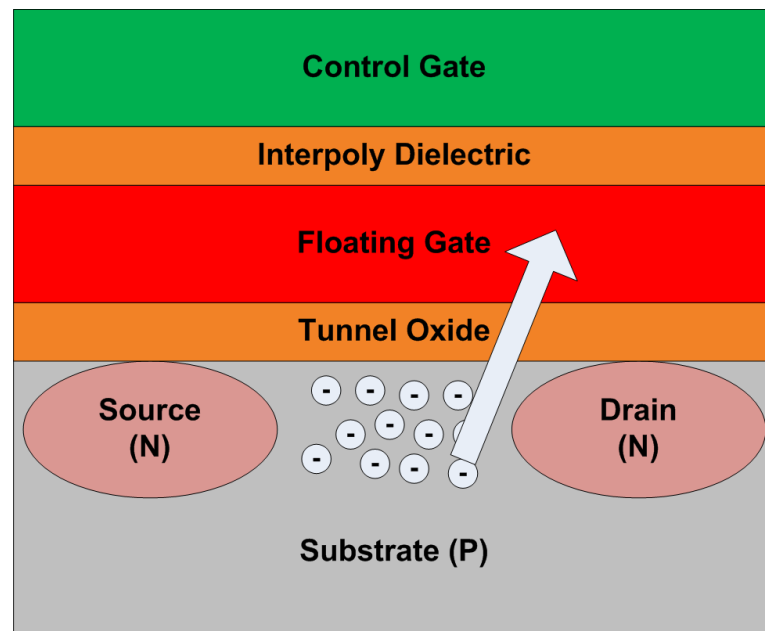 Control Gate
Interpoly Dielectric
Floating Gate
Tunnel Oxide
Source
(N)
Drain
(N)
- - - -
- - - - -
- - - -
Substrate (P)